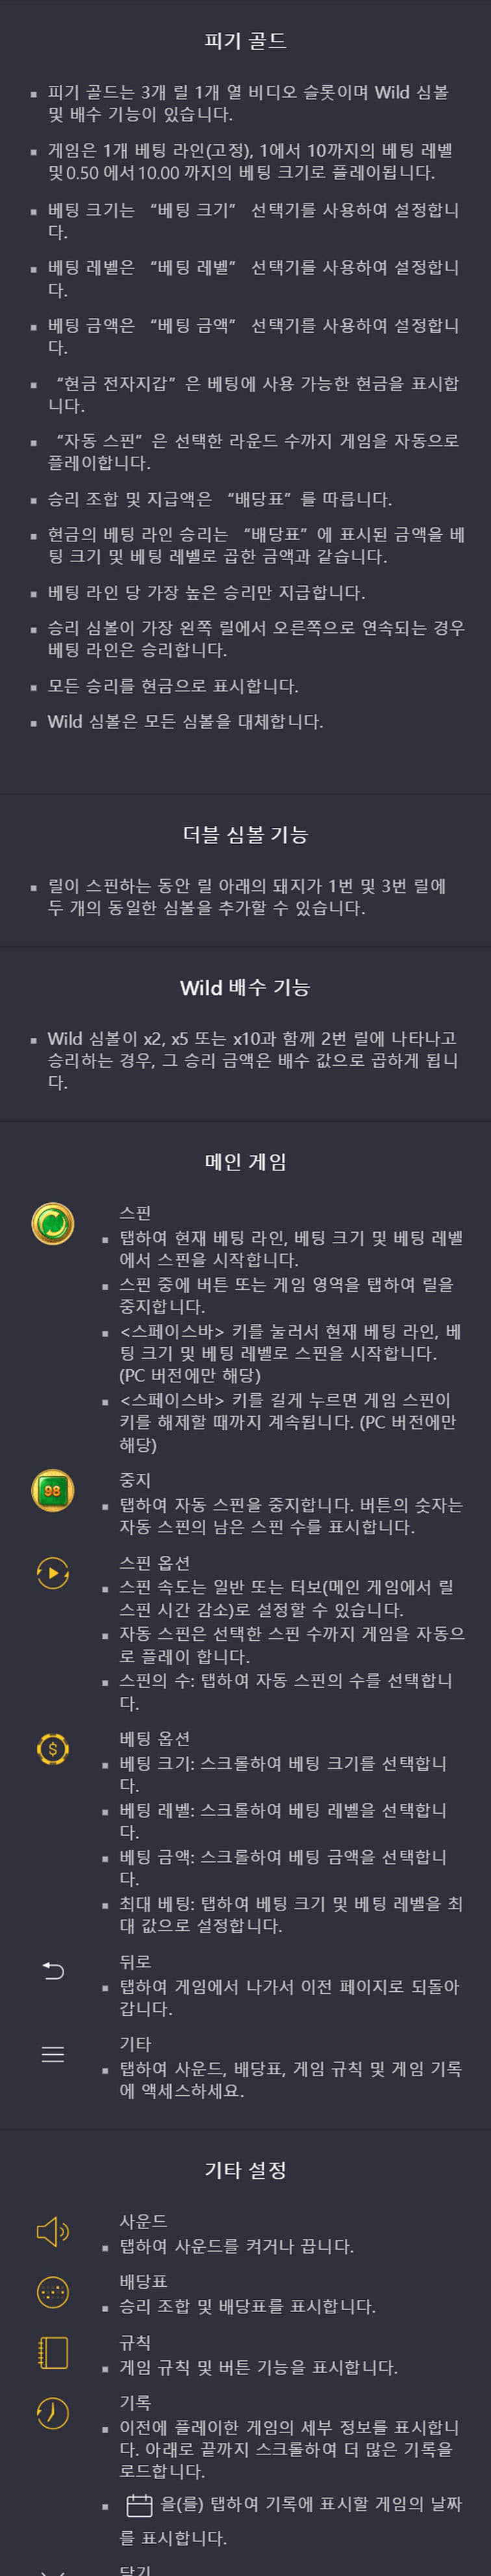 피기 골드
▪ 피기 골드는 3개 릴 1개 열 비디오 슬롯이며 Wild 심볼
및 배수 기능이 있습니다.
▪ 게임은 1개 베팅 라인(고정), 1에서 10까지의 베팅 레벨
및 0.50 에서 10.00 까지의 베팅 크기로 플레이됩니다.
▪ 베팅 크기는 “베팅 크기” 선택기를 사용하여 설정합니
다.
▪ 베팅 레벨은 “베팅 레벨” 선택기를 사용하여 설정합니
다.
▪ 베팅 금액은 “베팅 금액” 선택기를 사용하여 설정합니
다.
▪ “현금 전자지갑”은 베팅에 사용 가능한 현금을 표시합
니다.
▪ “자동 스핀”은 선택한 라운드 수까지 게임을 자동으로
플레이합니다.
▪ 승리 조합 및 지급액은 “배당표”를 따릅니다.
▪ 현금의 베팅 라인 승리는 “배당표”에 표시된 금액을 베
팅 크기 및 베팅 레벨로 곱한 금액과 같습니다.
▪ 베팅 라인 당 가장 높은 승리만 지급합니다.
▪ 승리 심볼이 가장 왼쪽 릴에서 오른쪽으로 연속되는 경우
베팅 라인은 승리합니다.
▪ 모든 승리를 현금으로 표시합니다.
▪ Wild 심볼은 모든 심볼을 대체합니다.
더블 심볼 기능
▪ 릴이 스핀하는 동안 릴 아래의 돼지가 1번 및 3번 릴에
두 개의 동일한 심볼을 추가할 수 있습니다.
Wild 배수 기능
▪ Wild 심볼이 x2, x5 또는 x10과 함께 2번 릴에 나타나고
승리하는 경우, 그 승리 금액은 배수 값으로 곱하게 됩니
다.
메인 게임
스핀
▪ 탭하여 현재 베팅 라인, 베팅 크기 및 베팅 레벨
에서 스핀을 시작합니다.
▪ 스핀 중에 버튼 또는 게임 영역을 탭하여 릴을
중지합니다.
▪ <스페이스바> 키를 눌러서 현재 베팅 라인, 베
팅 크기 및 베팅 레벨로 스핀을 시작합니다.
(PC 버전에만 해당)
▪ <스페이스바> 키를 길게 누르면 게임 스핀이
키를 해제할 때까지 계속됩니다. (PC 버전에만
해당)
98
중지
▪ 탭하여 자동 스핀을 중지합니다. 버튼의 숫자는
자동 스핀의 남은 스핀 수를 표시합니다.
스핀 옵션
▪ 스핀 속도는 일반 또는 터보(메인 게임에서 릴
스핀 시간 감소)로 설정할 수 있습니다.
▪ 자동 스핀은 선택한 스핀 수까지 게임을 자동으
로 플레이 합니다.
▪ 스핀의 수: 탭하여 자동 스핀의 수를 선택합니
다.
베팅 옵션
▪ 베팅 크기: 스크롤하여 베팅 크기를 선택합니
다.
▪ 베팅 레벨: 스크롤하여 베팅 레벨을 선택합니
다.
▪ 베팅 금액: 스크롤하여 베팅 금액을 선택합니
다.
▪ 최대 베팅: 탭하여 베팅 크기 및 베팅 레벨을 최
대 값으로 설정합니다.
뒤로
▪ 탭하여 게임에서 나가서 이전 페이지로 되돌아
갑니다.
기타
▪ 탭하여 사운드, 배당표, 게임 규칙 및 게임 기록
에 액세스하세요.
기타 설정
사운드
▪ 탭하여 사운드를 켜거나 끕니다.
배당표
▪ 승리 조합 및 배당표를 표시합니다.
규칙
▪ 게임 규칙 및 버튼 기능을 표시합니다.
기록
▪ 이전에 플레이한 게임의 세부 정보를 표시합니
다. 아래로 끝까지 스크롤하여 더 많은 기록을
로드합니다.
▪ 을(를) 탭하여 기록에 표시할 게임의 날짜
를 표시합니다.
닫기